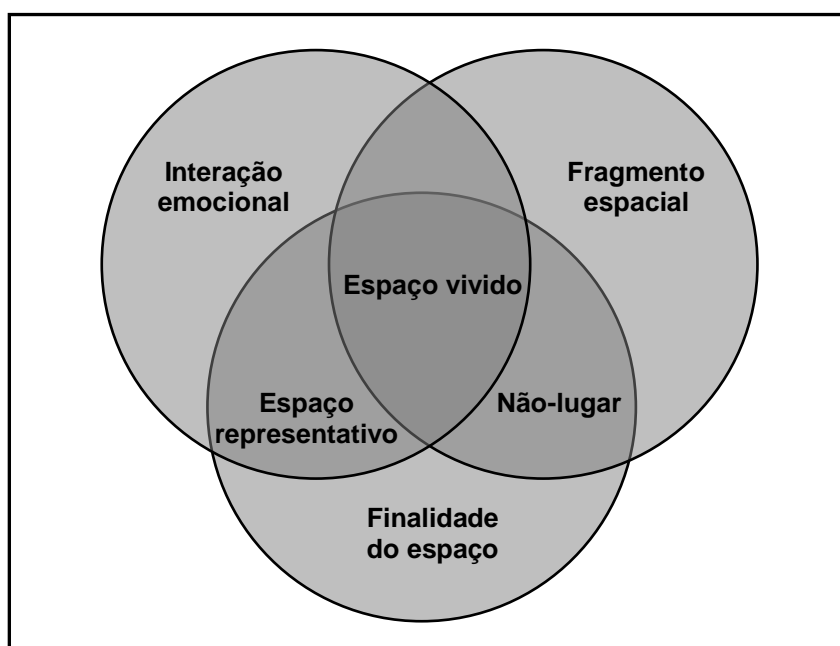 Interação
emocional
Fragmento
espacial
Espaço vivido
Espaço
representativo
Não-lugar
Finalidade
do espaço